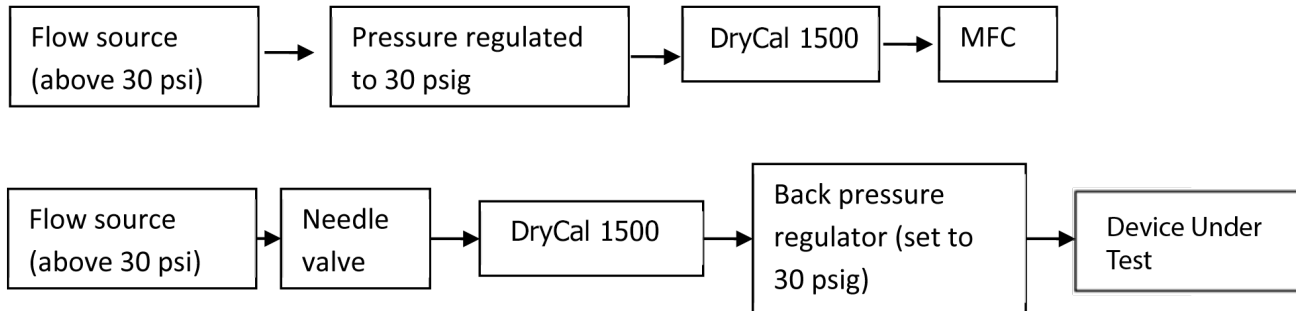 Flow source
(above 30 psi)
Pressure regulated
to 30 psig
DryCal 1500
MFC
Flow source
(above 30 psi)
Needle
valve
DryCal 1500
Back pressure
regulator (set to
30 psig)
Device Under
Test